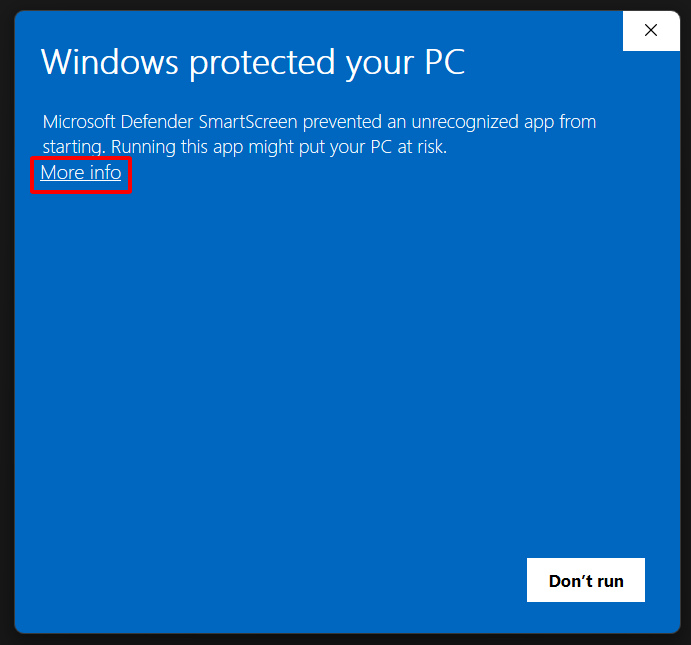 Windows protected your PC
Microsoft Defender SmartScreen prevented an unrecognized app from
starting. Running this app might put your PC at risk.
More info
Don’t run